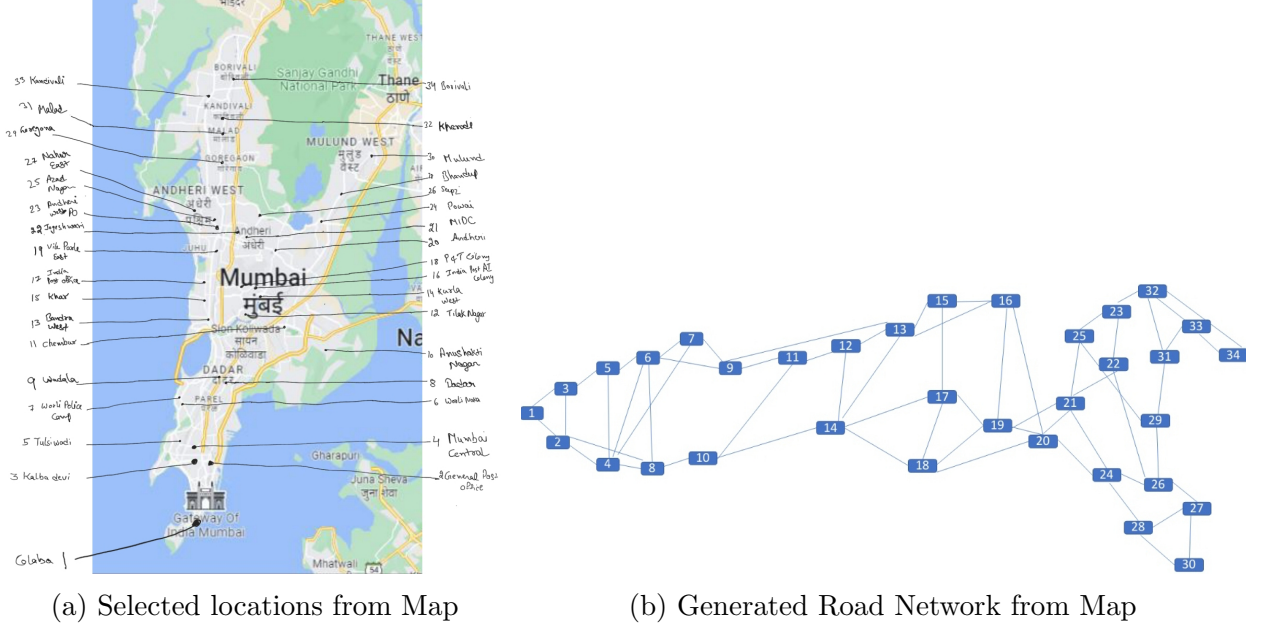 THANE WEST
BORIVALI
बोरिवली
Sanjay Gandhi
National Park
Thane
ठाणे
KANDIVALI
MALAD
मालाड
MULUND WEST
मुलुंड
वेस्ट
GOREGAON
ANDHERI WEST
अंधेरी
पश्चिम
Andheri
अंधेरी
JUHU
Mumbai
मुंबई
Sion Koliwada
सायन
कोळिवाडा
Na
DADAR
दादर
PAREL
Gharapuri
Juna Sheva
जुना शेवा
Gateway Of
India Mumbai
Mhatwali
54
33 Kandivali
31 Malad
29 Goregaon
27 Nahar
East
25 Azad
Nagar
23 Andheri
West PO
22 Jogeshwari
19 Vile Parle
East
17 India
Post office
15 Khar
13 Bandra
West
11 Chembur
9 Wadala
7 Worli Police
Camp
5 Tulsiwadi
3 Kalbadevi
Colaba 1
34 Borivali
32 Kharodi
30 Mulund
Bhandup
26
24 Powai
21 MIDC
20 Andheri
18 P&T Colony
16 India Post AI
Colony
14 Kurla
West
12 Tilak Nagar
10 Anushakti
Nagar
8 Dadar
6 Worli
4 Mumbai
Central
2 General Post
office
(a) Selected locations from Map
32
15
16
23
33
13
25
7
12
31
34
6
11
22
5
9
3
17
21
1
29
14
19
2
20
10
4
8
18
24
26
27
28
30
(b) Generated Road Network from Map